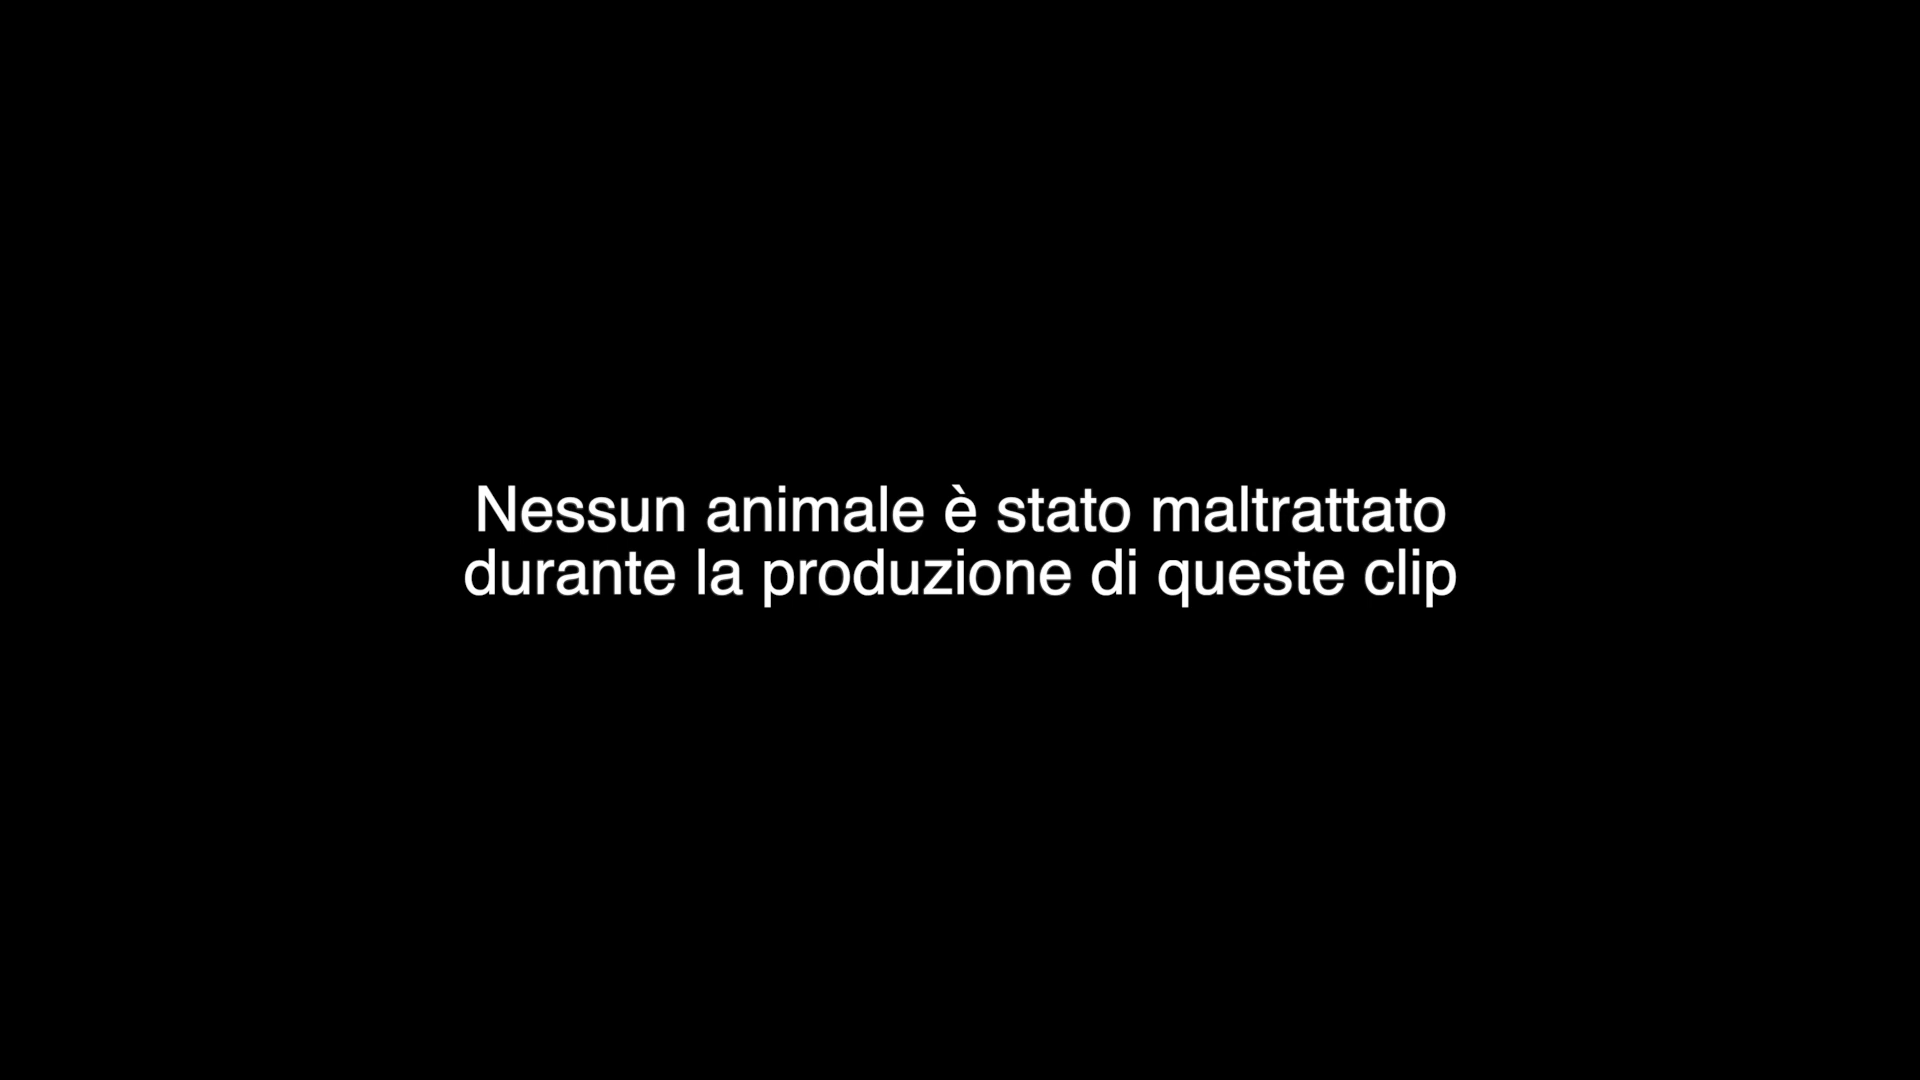 Nessun animale è stato maltrattato
durante la produzione di queste clip